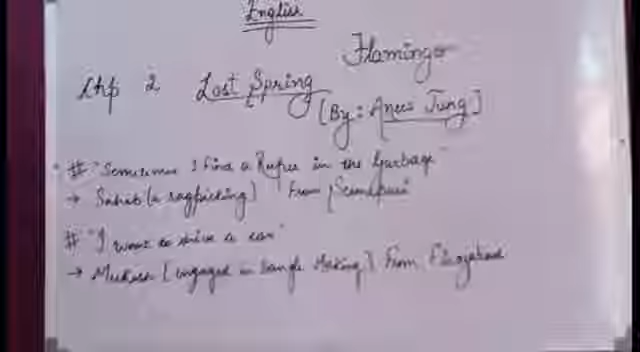 English
Flamingo
Chp 2 Lost Spring
[By: Anees Jung]
# "Sometimes I find a Rupee in the Garbage"
→ Sahib (a ragpicking) From Seemapuri
# "I want to drive a car"
→ Mukesh [engaged in bangle Making] From Firozabad